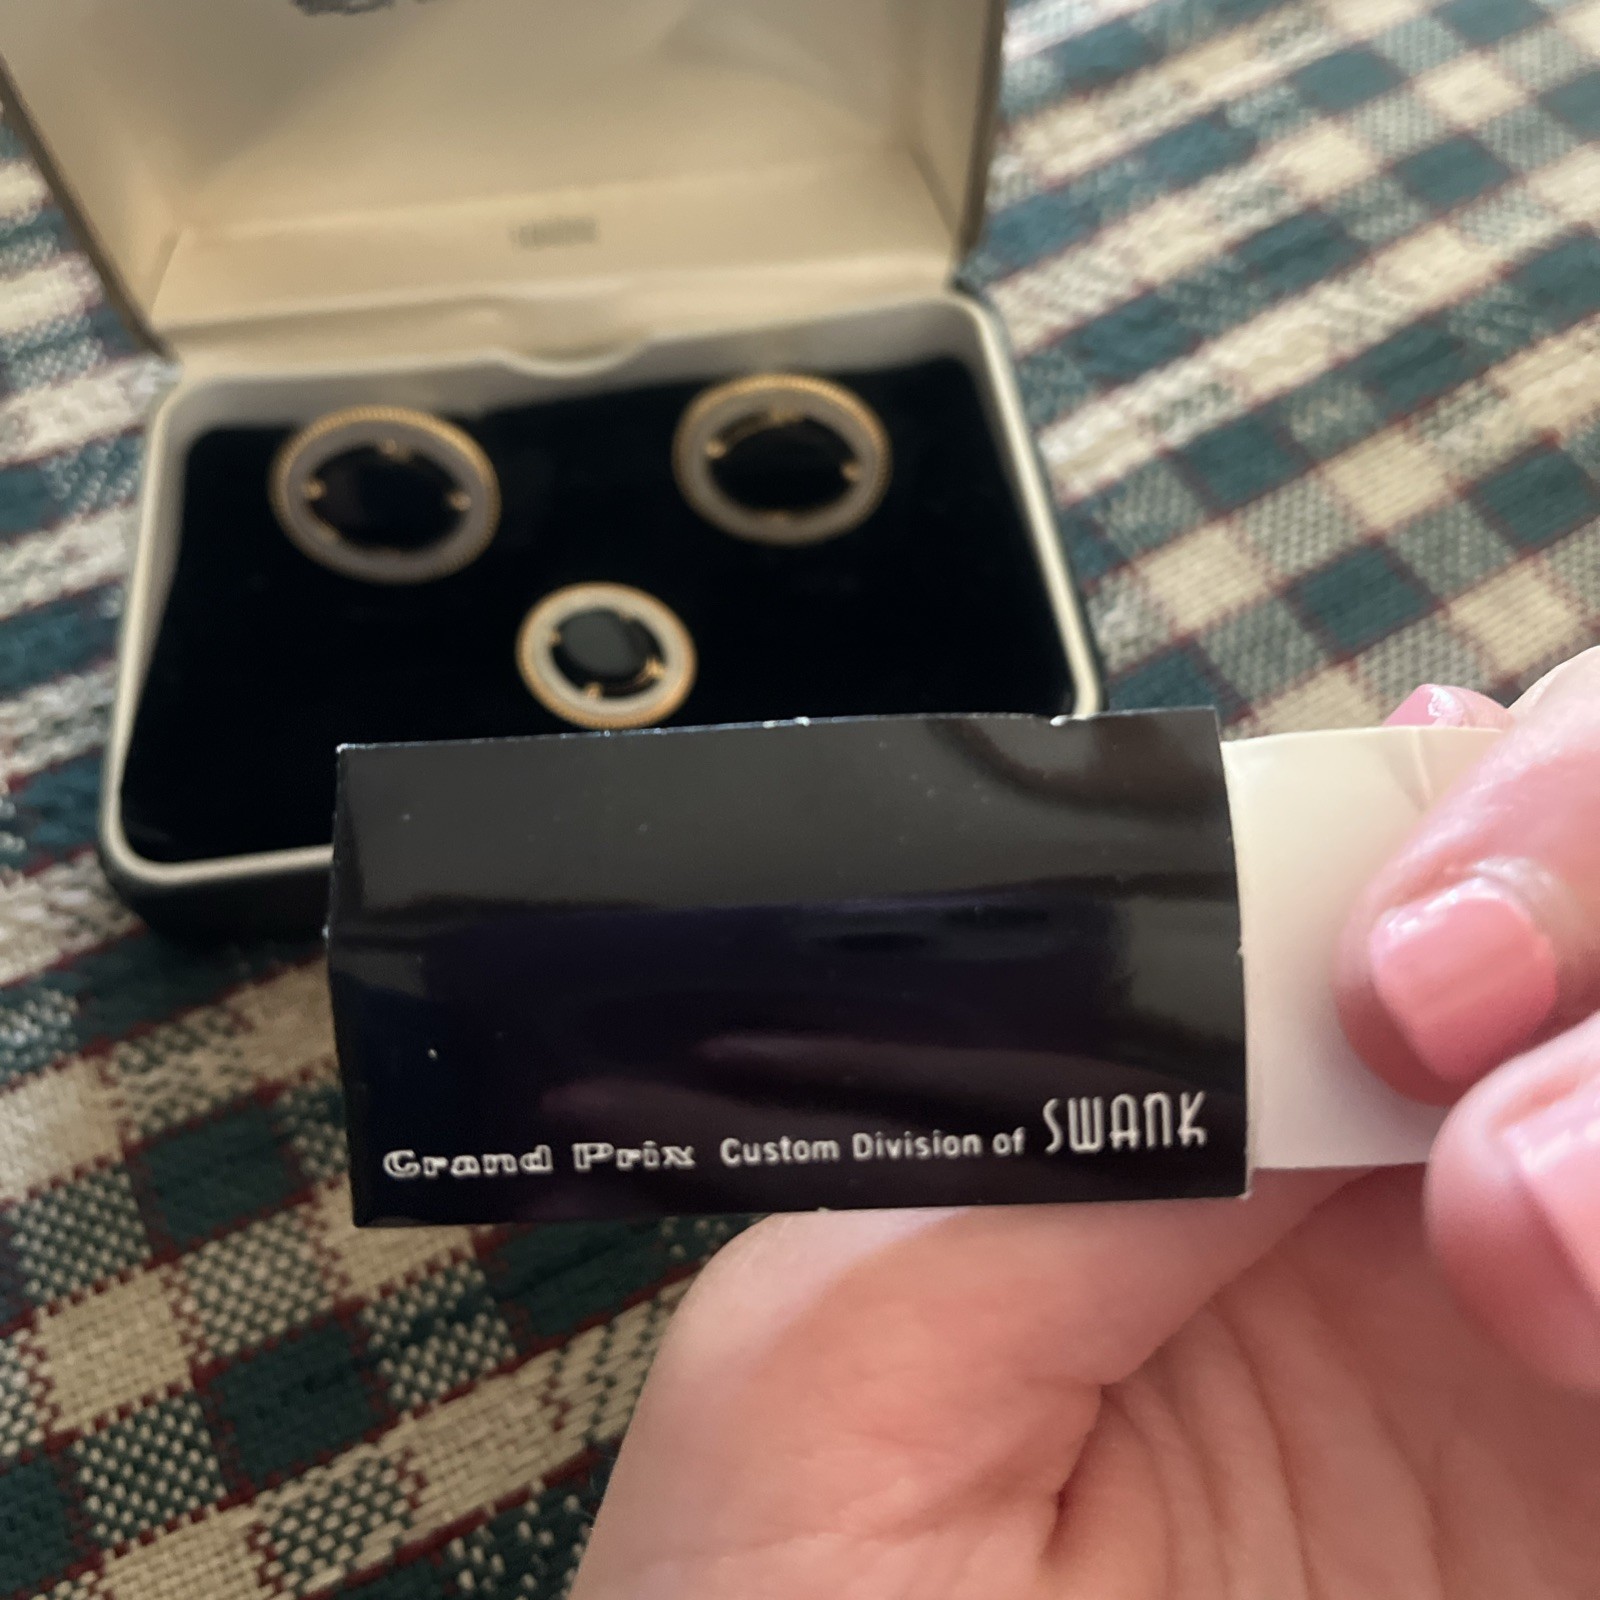 Grand Prix Custom Division of SWANK